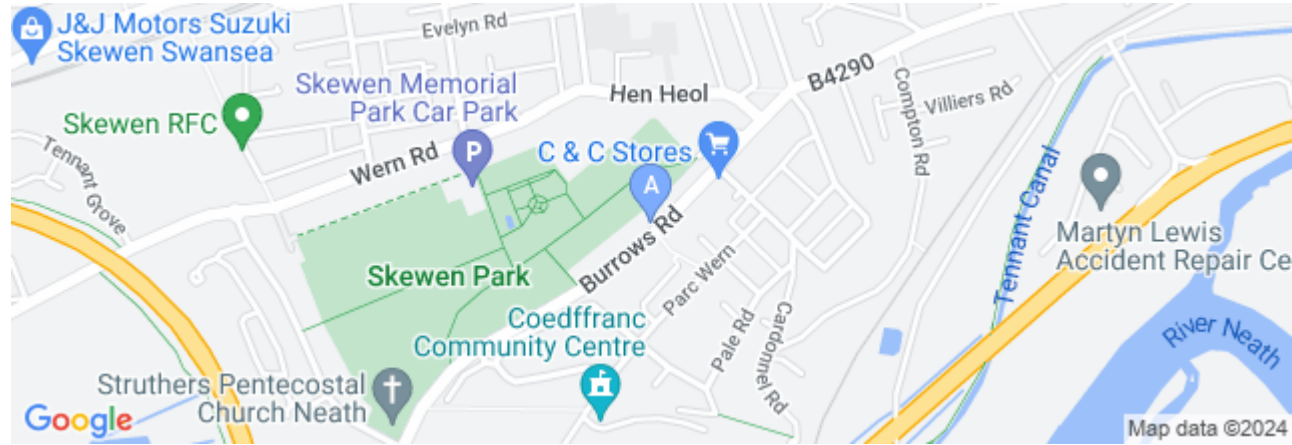 J&J Motors Suzuki
Skewen Swansea
Evelyn Rd
B4290
Skewen Memorial
Park Car Park
Hen Heol
Compton Rd
Villiers Rd
Skewen RFC
Tennant Grove
Wern Rd
P
C & C Stores
A
Tennant Canal
Martyn Lewis
Accident Repair Ce
Skewen Park
Burrows Rd
Parc Wern
Pale Rd
Cardonnel Rd
River Neath
Coedffranc
Community Centre
Struthers Pentecostal
Church Neath
Google
Map data ©2024